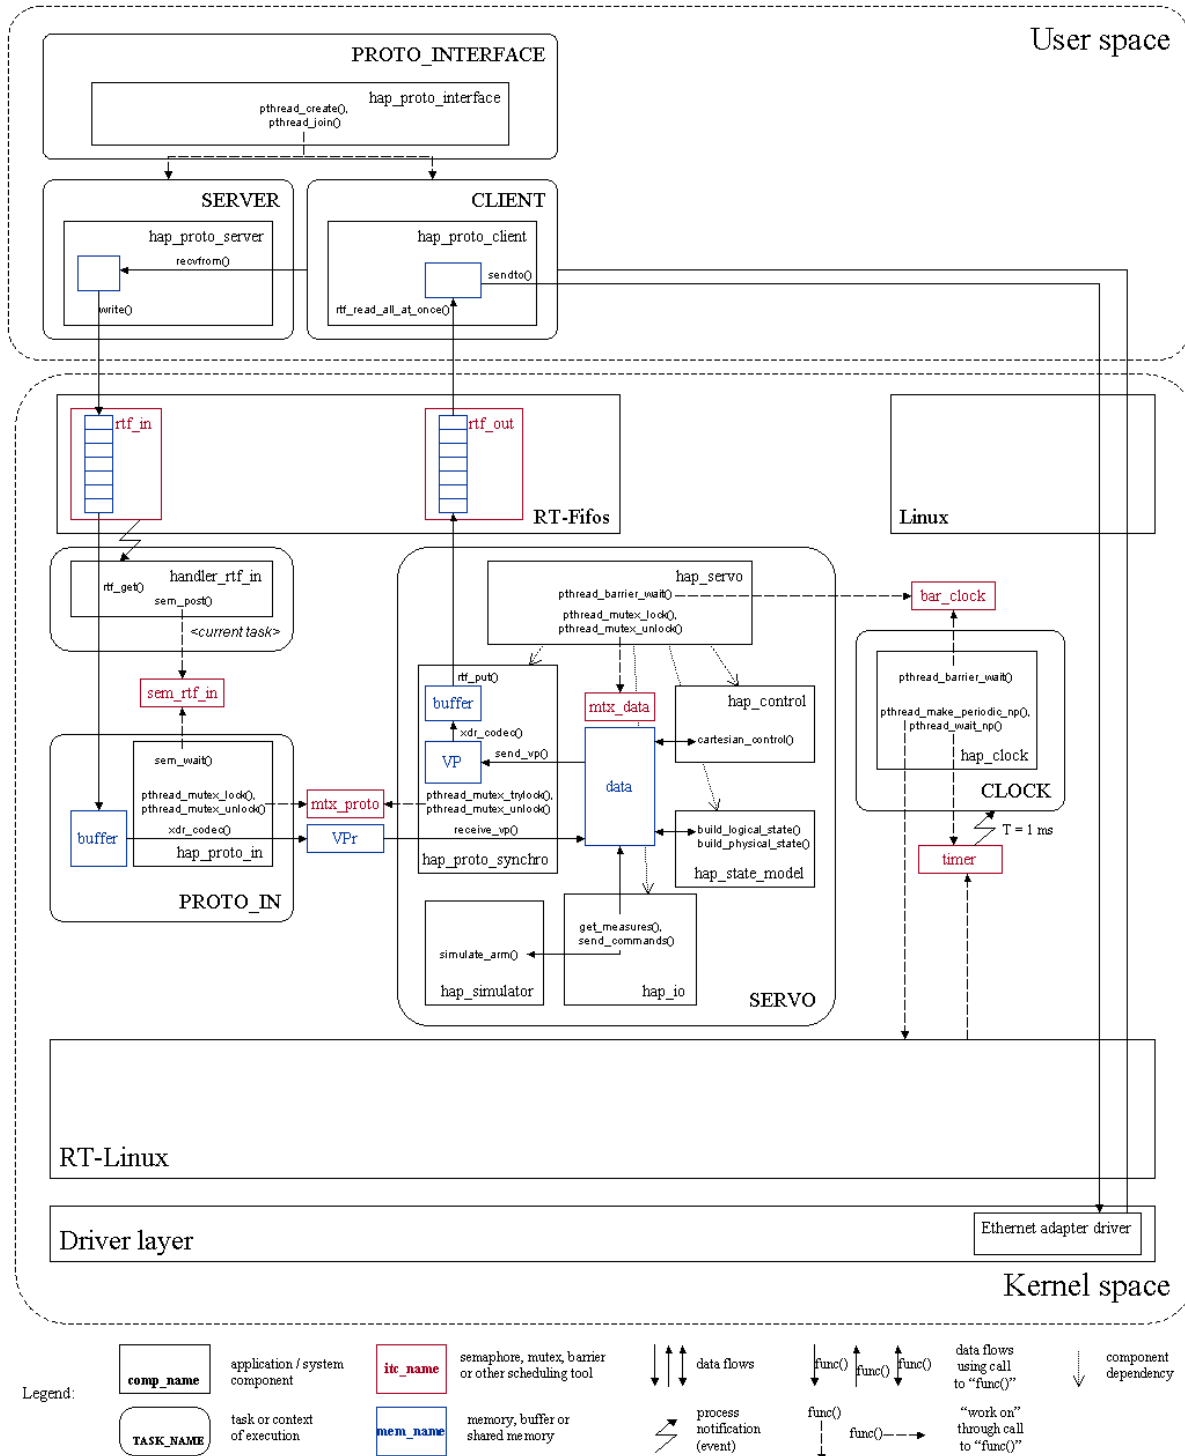 User space
PROTO_INTERFACE
hap_proto_interface
pthread_create(),
pthread_join()
SERVER
CLIENT
hap_proto_server
hap_proto_client
recvfrom()
sendto()
write()
rtf_read_all_at_once()
rtf_in
rtf_out
RT-Fifos
Linux
handler_rtf_in
rtf_get()
sem_post()
<current task>
hap_servo
pthread_barrier_wait()
pthread_mutex_lock(),
pthread_mutex_unlock()
bar_clock
sem_rtf_in
rtf_put()
buffer
mtx_data
hap_control
pthread_barrier_wait()
pthread_make_periodic_np(),
pthread_wait_np()
hap_clock
CLOCK
xdr_codec()
VP
send_vp()
data
cartesian_control()
sem_wait()
pthread_mutex_lock(),
pthread_mutex_unlock()
mtx_proto
pthread_mutex_trylock()
pthread_mutex_unlock()
buffer
xdr_codec()
VPr
receive_vp()
build_logical_state()
build_physical_state()
T = 1 ms
timer
hap_proto_in
hap_proto_synchro
hap_state_model
PROTO_IN
get_measures(),
send_commands()
simulate_arm()
hap_simulator
hap_io
SERVO
RT-Linux
Driver layer
Ethernet adapter driver
Kernel space
Legend:
comp_name
application / system
component
itc_name
semaphore, mutex, barrier
or other scheduling tool
data flows
func()
func()
func()
data flows
using call
to “func()”
component
dependency
TASK_NAME
task or context
of execution
mem_name
memory, buffer or
shared memory
process
notification
(event)
func()
func()
“work on”
through call
to “func()”